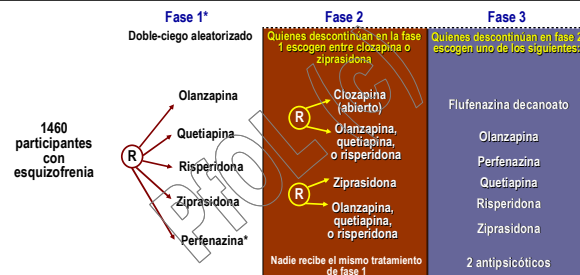 Fase 1*
Doble-ciego aleatorizado
1460
participantes
con
esquizofrenia
R
Olanzapina
Quetiapina
Risperidona
Ziprasidona
Perfenazina*
Fase 2
Quienes descontinúan en la fase
1 escogen entre clozapina o
ziprasidona
R
Clozapina
(abierto)
Olanzapina,
quetiapina,
o risperidona
R
Ziprasidona
Olanzapina,
quetiapina,
o risperidona
Nadie recibe el mismo tratamiento
de fase 1
Fase 3
Quienes descontinúan en fase 2
escogen uno de los siguientes:
Flufenazina decanoato
Olanzapina
Perfenazina
Quetiapina
Risperidona
Ziprasidona
2 antipsicóticos